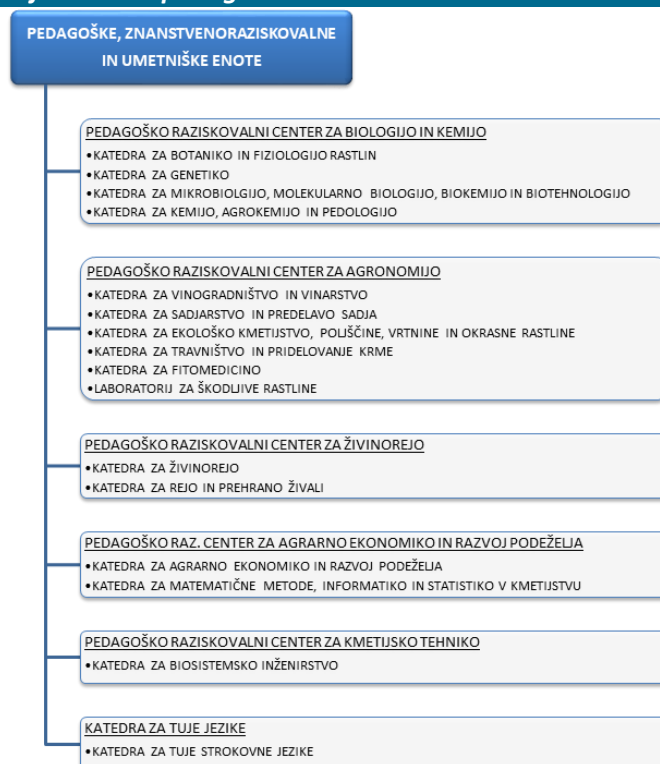 PEDAGOŠKE, ZNANSTVENORAZISKOVALNE
IN UMETNIŠKE ENOTE
PEDAGOŠKO RAZISKOVALNI CENTER ZA BIOLOGIJO IN KEMIJO
•KATEDRA ZA BOTANIKO IN FIZIOLOGIJO RASTLIN
•KATEDRA ZA GENETIKO
•KATEDRA ZA MIKROBIOLGIJO, MOLEKULARNO BIOLOGIJO, BIOKEMIJO IN BIOTEHNOLOGIJO
•KATEDRA ZA KEMIJO, AGROKEMIJO IN PEDOLOGIJO
PEDAGOŠKO RAZISKOVALNI CENTER ZA AGRONOMIJO
•KATEDRA ZA VINOGRADNIŠTVO IN VINARSTVO
•KATEDRA ZA SADJARSTVO IN PREDELAVO SADJA
•KATEDRA ZA EKOLOŠKO KMETIJSTVO, POLJŠČINE, VRTNINE IN OKRASNE RASTLINE
•KATEDRA ZA TRAVNIŠTVO IN PRIDELOVANJE KRME
•KATEDRA ZA FITOMEDICINO
•LABORATORIJ ZA ŠKODLJIVE RASTLINE
PEDAGOŠKO RAZISKOVALNI CENTER ZA ŽIVINOREJO
•KATEDRA ZA ŽIVINOREJO
•KATEDRA ZA REJO IN PREHRANO ŽIVALI
PEDAGOŠKO RAZ. CENTER ZA AGRARNO EKONOMIKO IN RAZVOJ PODEŽELJA
•KATEDRA ZA AGRARNO EKONOMIKO IN RAZVOJ PODEŽELJA
•KATEDRA ZA MATEMATIČNE METODE, INFORMATIKO IN STATISTIKO V KMETIJSTVU
PEDAGOŠKO RAZISKOVALNI CENTER ZA KMETIJSKO TEHNIKO
•KATEDRA ZA BIOSISTEMSKO INŽENIRSTVO
KATEDRA ZA TUJE JEZIKE
•KATEDRA ZA TUJE STROKOVNE JEZIKE